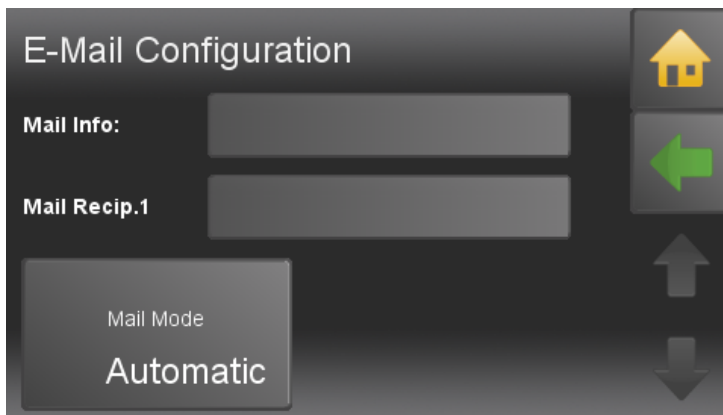 E-Mail Configuration
Mail Info:
Mail Recip.1
Mail Mode
Automatic